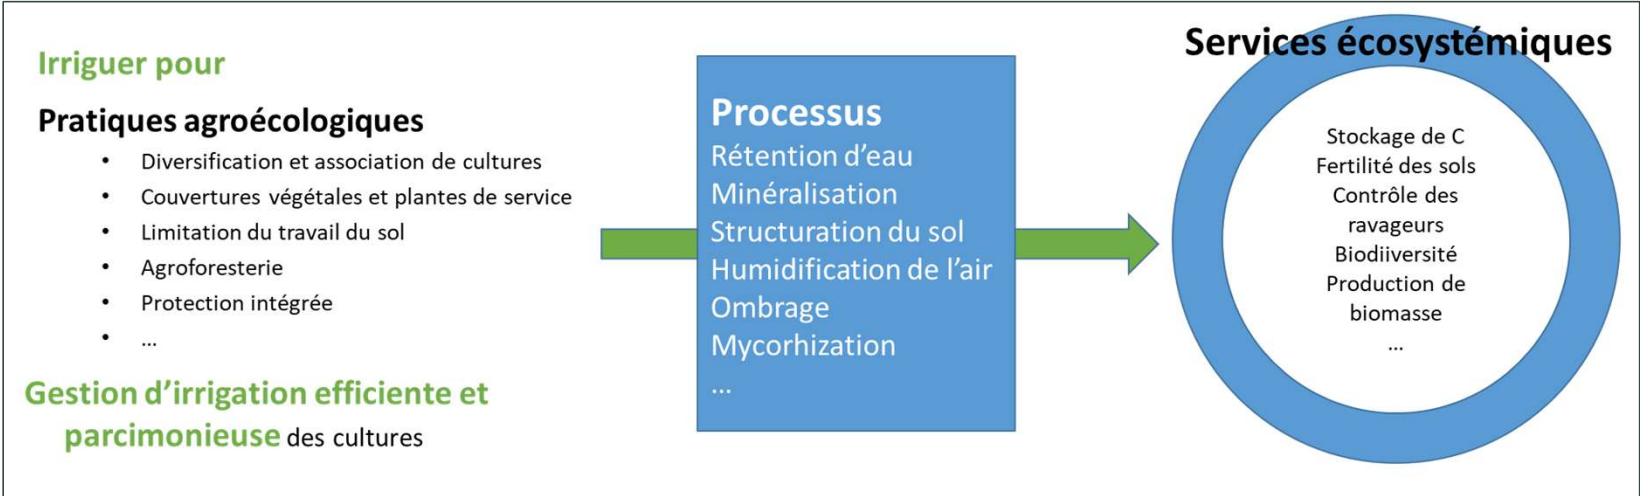 Irriguer pour
Pratiques agroécologiques
• Diversification et association de cultures
• Couvertures végétales et plantes de service
• Limitation du travail du sol
• Agroforesterie
• Protection intégrée
• ...
Gestion d'irrigation efficiente et
parcimonieuse des cultures
Processus
Rétention d'eau
Minéralisation
Structuration du sol
Humidification de l'air
Ombrage
Mycorhization
...
Services écosystémiques
Stockage de C
Fertilité des sols
Contrôle des
ravageurs
Biodiiversité
Production de
biomasse
...